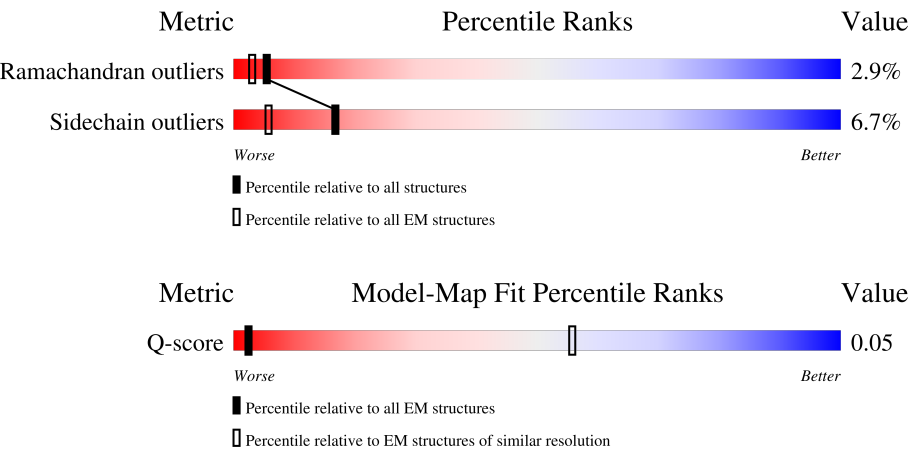 Metric Percentile Ranks Value
Ramachandran outliers 2.9%
Sidechain outliers 6.7%
Worse Better
Percentile relative to all structures
Percentile relative to all EM structures
Metric Model-Map Fit Percentile Ranks Value
Q-score 0.05
Worse Better
Percentile relative to all EM structures
Percentile relative to EM structures of similar resolution